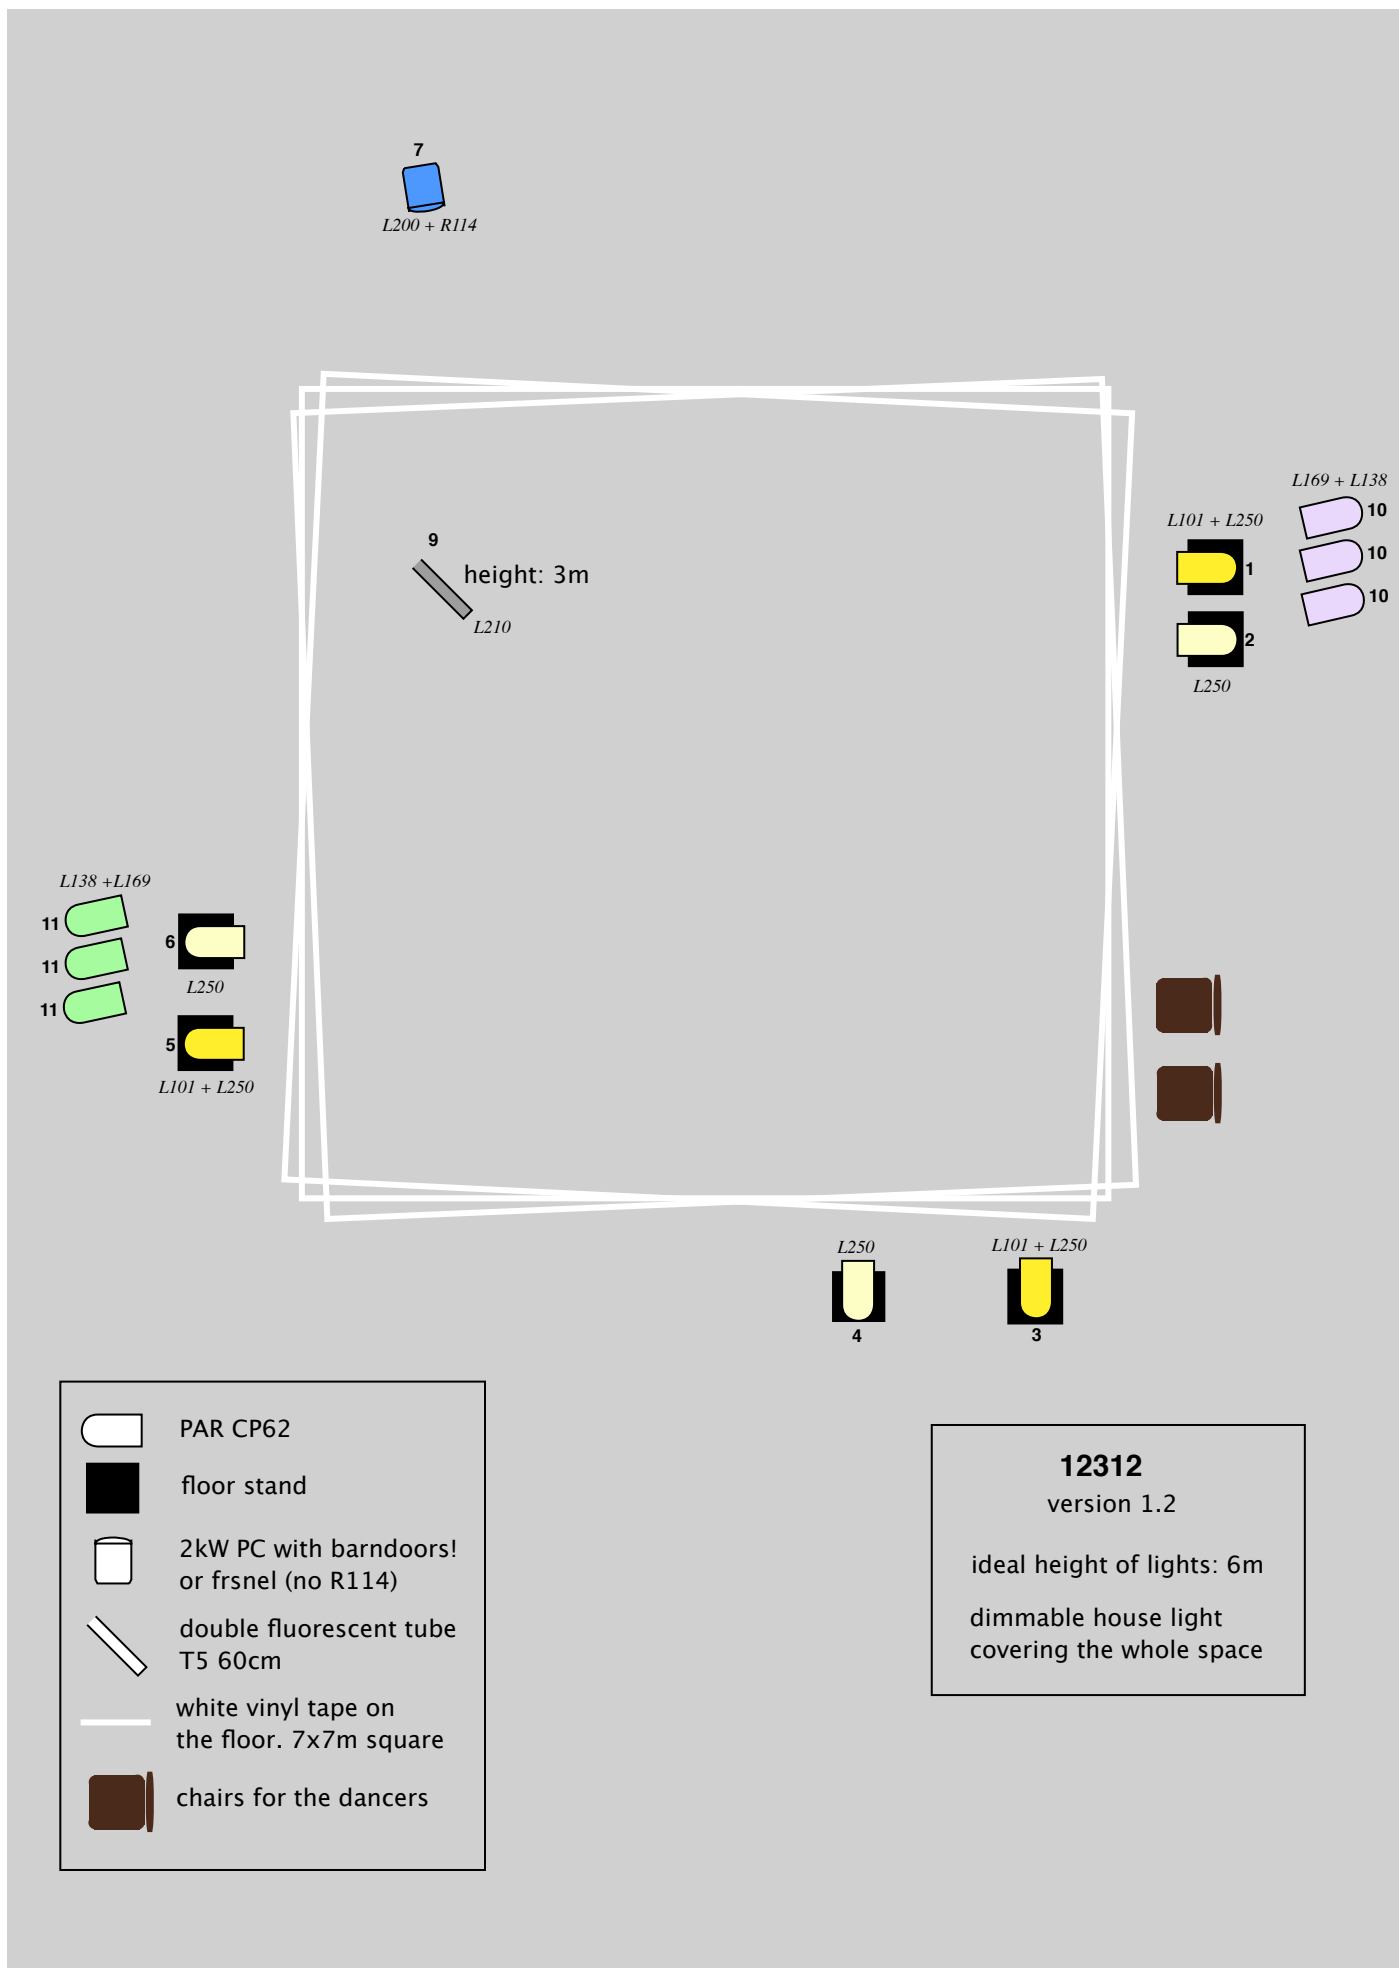 7
L200 + R114
L169 + L138
10
L101 + L250
10
1
10
2
L250
9
height: 3m
L210
L138 +L169
11
11
11
6
L250
5
L101 + L250
L250
4
L101 + L250
3
PAR CP62
floor stand
2kW PC with barndoors!
or frsnel (no R114)
double fluorescent tube
T5 60cm
white vinyl tape on
the floor. 7x7m square
chairs for the dancers
12312
version 1.2
ideal height of lights: 6m
dimmable house light
covering the whole space